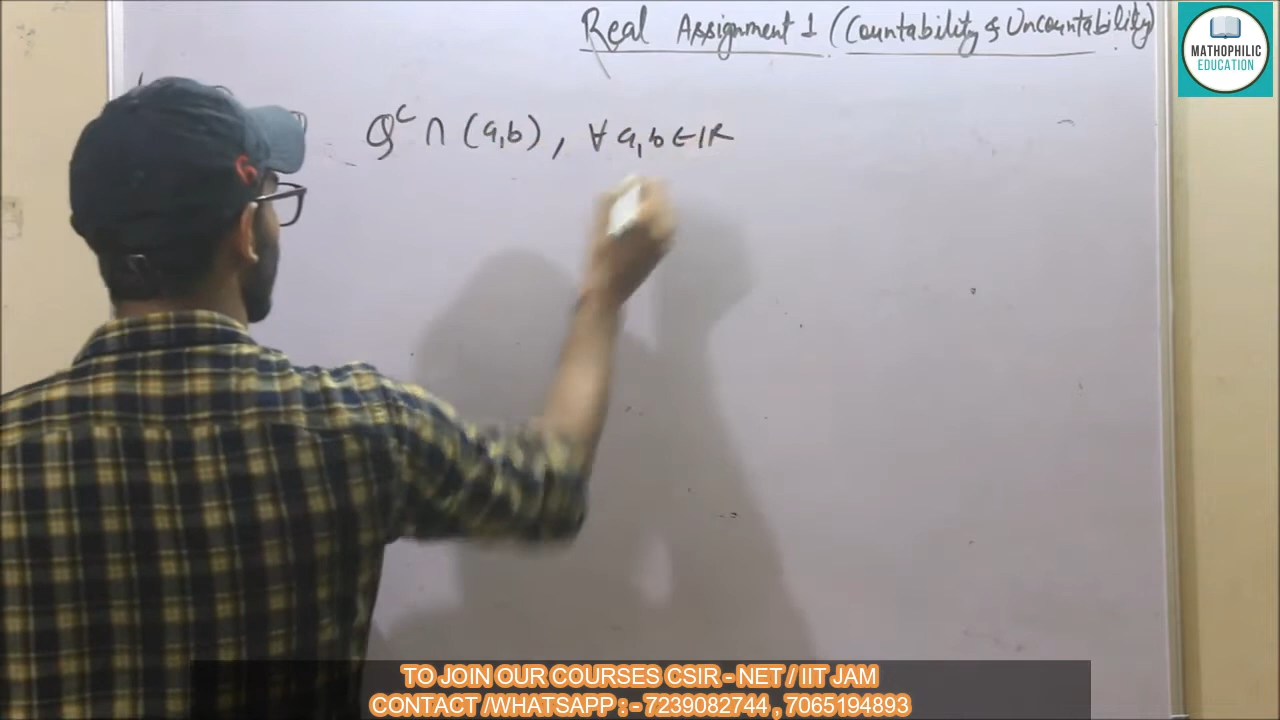 Real Assignment 1 (Countability & Uncountability)
MATHOPHILIC
EDUCATION
Q^c ∩ (a,b), ∀ a,b ∈ IR
TO JOIN OUR COURSES CSIR - NET / IIT JAM
CONTACT /WHATSAPP : - 7239082744 , 7065194893